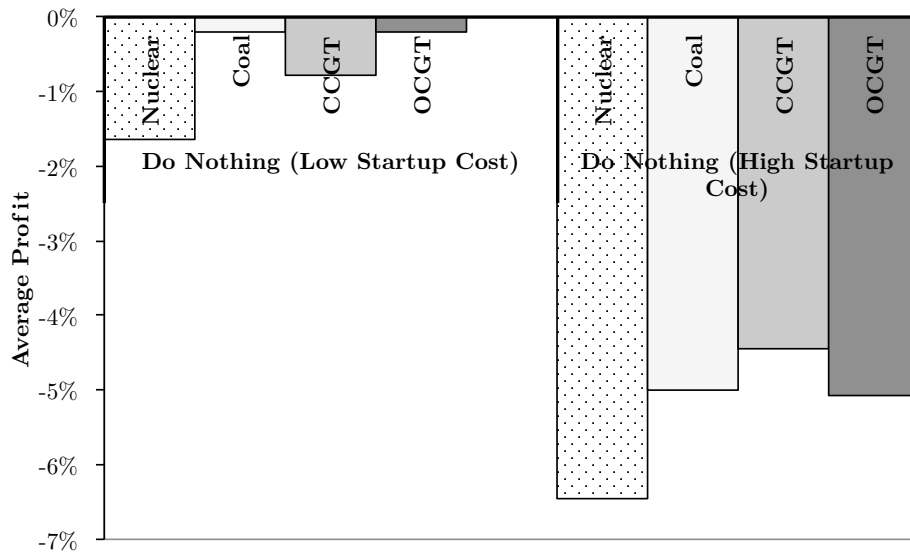 0%
-1%
-2%
-3%
-4%
-5%
-6%
-7%
Average Profit
Nuclear
Coal
CCGT
OCGT
Do Nothing (Low Startup Cost)
Nuclear
Coal
CCGT
OCGT
Do Nothing (High Startup
Cost)